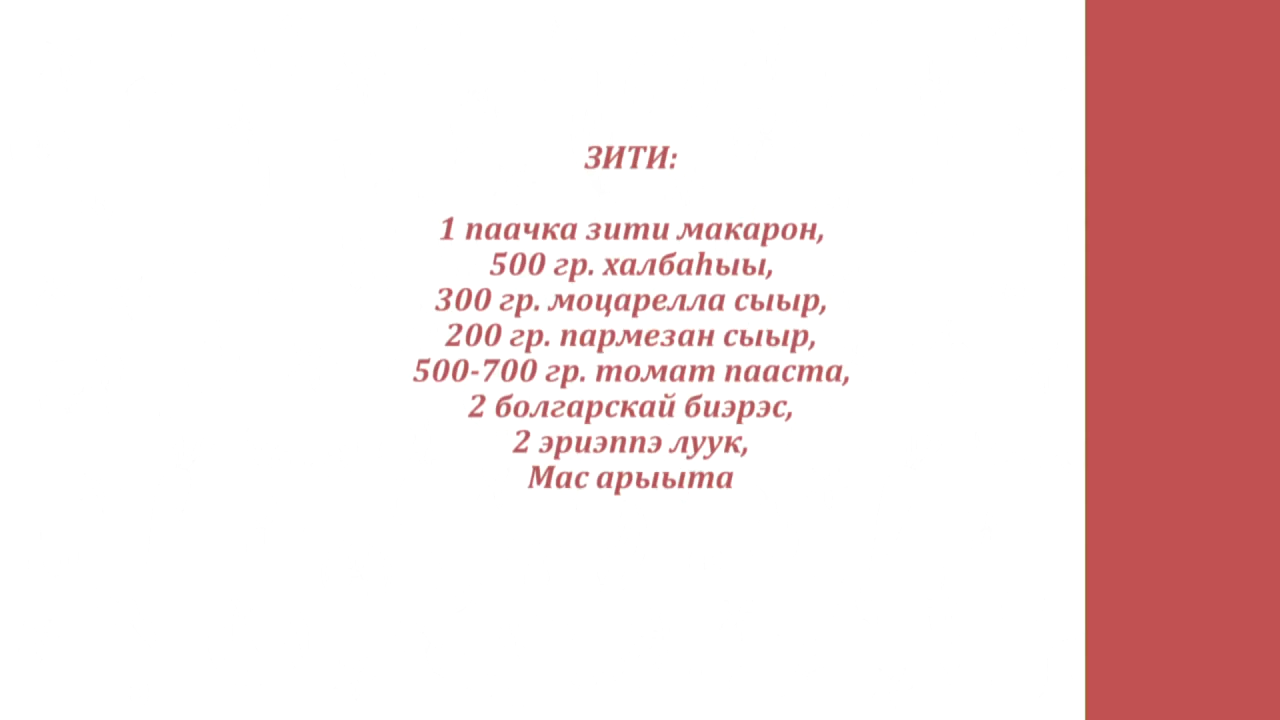 ЗИТИ:
1 паачка зити макарон,
500 гр. халбаһыы,
300 гр. моцарелла сыыр,
200 гр. пармезан сыыр,
500-700 гр. томат пааста,
2 болгарскай биэрэс,
2 эриэппэ луук,
Мас арыыта